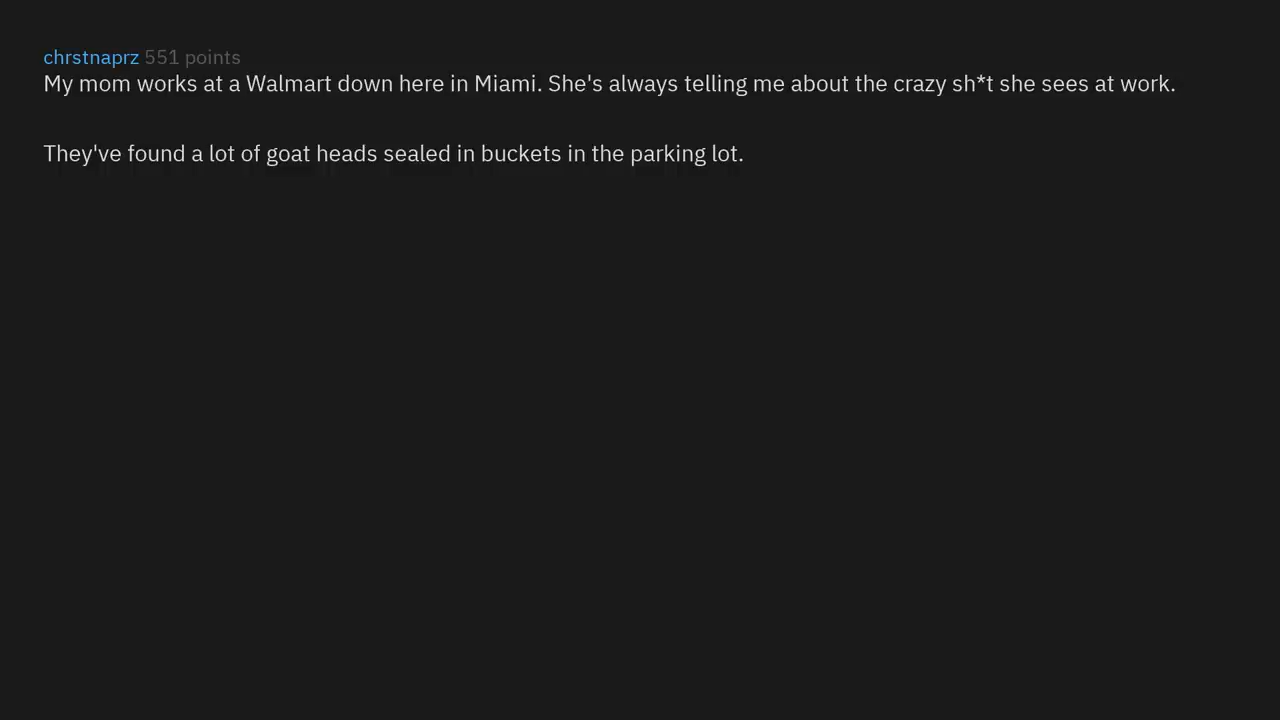 chrstnaprz 551 points
My mom works at a Walmart down here in Miami. She's always telling me about the crazy sh*t she sees at work.
They've found a lot of goat heads sealed in buckets in the parking lot.